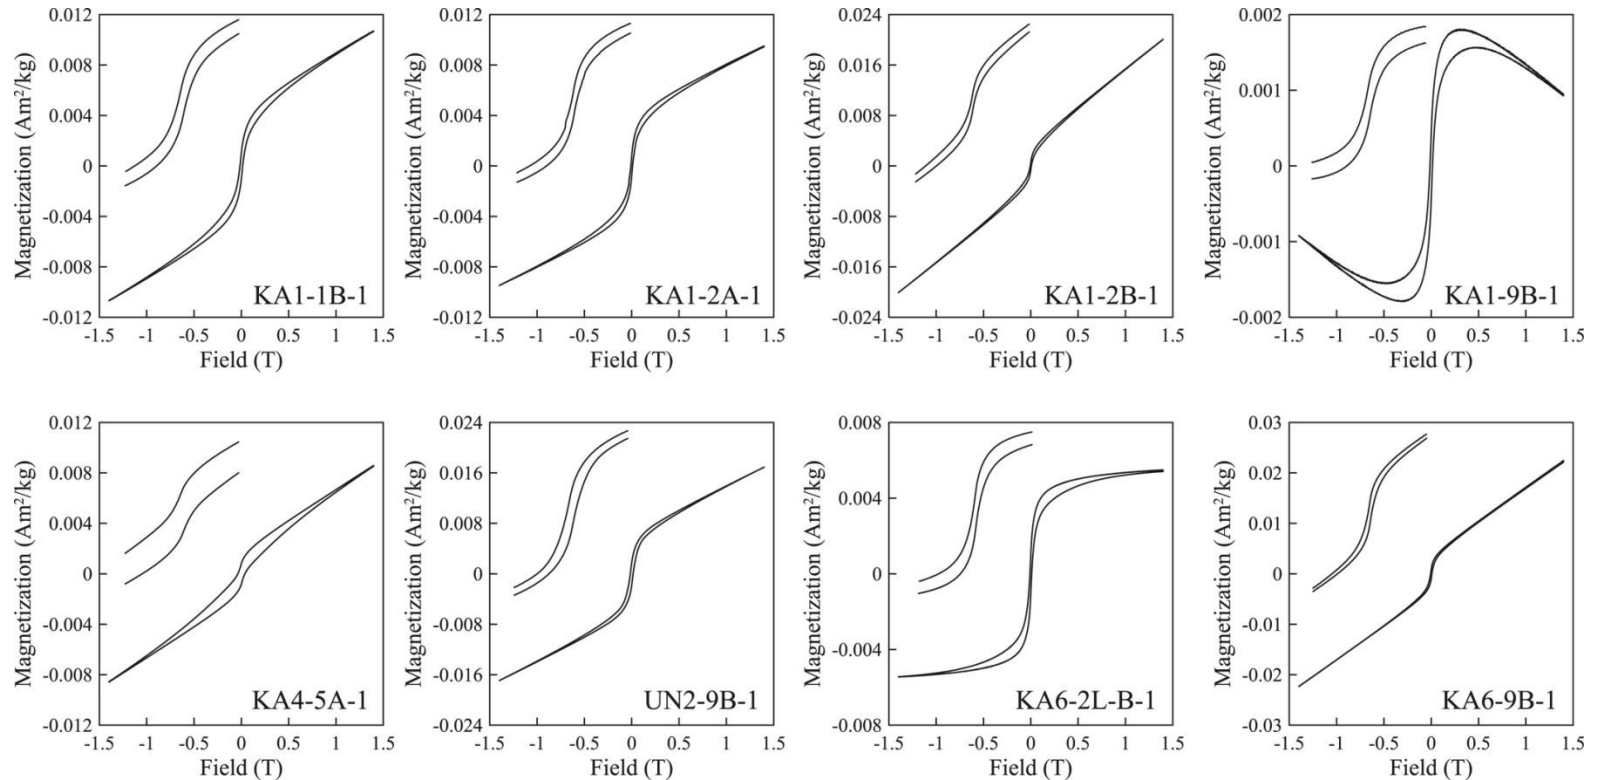 Magnetization (Am²/kg)
0.012
0.008
0.004
0
-0.004
-0.008
-0.012
-1.5 -1 -0.5 0 0.5 1 1.5
Field (T)
KA1-1B-1
Magnetization (Am²/kg)
0.012
0.008
0.004
0
-0.004
-0.008
-0.012
-1.5 -1 -0.5 0 0.5 1 1.5
Field (T)
KA1-2A-1
Magnetization (Am²/kg)
0.024
0.016
0.008
0
-0.008
-0.016
-0.024
-1.5 -1 -0.5 0 0.5 1 1.5
Field (T)
KA1-2B-1
Magnetization (Am²/kg)
0.002
0.001
0
-0.001
-0.002
-1.5 -1 -0.5 0 0.5 1 1.5
Field (T)
KA1-9B-1
Magnetization (Am²/kg)
0.012
0.008
0.004
0
-0.004
-0.008
-0.012
-1.5 -1 -0.5 0 0.5 1 1.5
Field (T)
KA4-5A-1
Magnetization (Am²/kg)
0.024
0.016
0.008
0
-0.008
-0.016
-0.024
-1.5 -1 -0.5 0 0.5 1 1.5
Field (T)
UN2-9B-1
Magnetization (Am²/kg)
0.008
0.004
0
-0.004
-0.008
-1.5 -1 -0.5 0 0.5 1 1.5
Field (T)
KA6-2L-B-1
Magnetization (Am²/kg)
0.03
0.02
0.01
0
-0.01
-0.02
-0.03
-1.5 -1 -0.5 0 0.5 1 1.5
Field (T)
KA6-9B-1